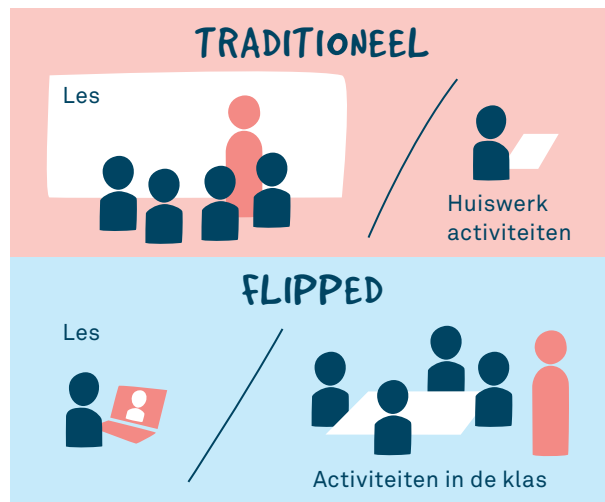 TRADITIONEEL
Les
Huiswerk
activiteiten
FLIPPED
Les
Activiteiten in de klas